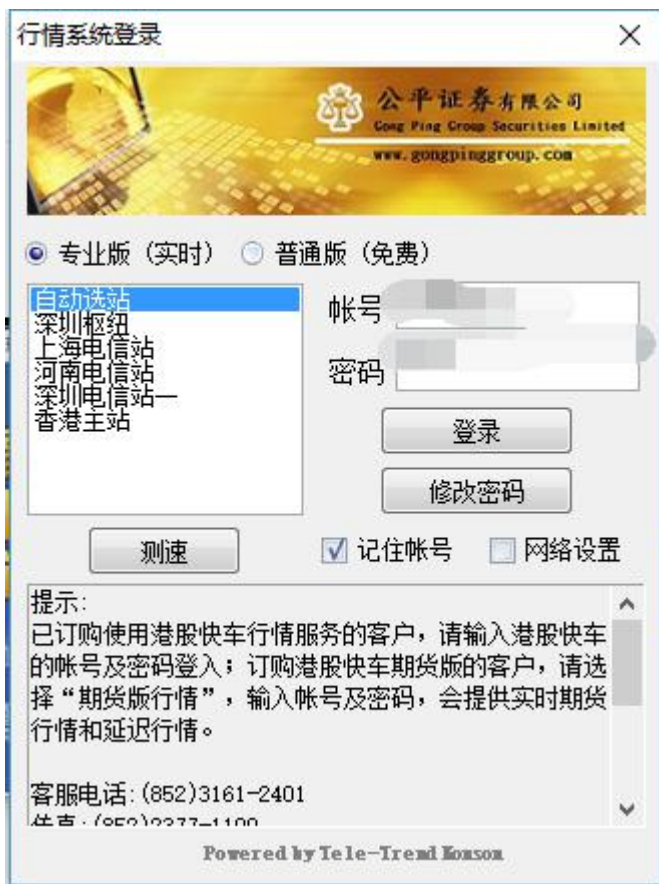 行情系统登录
公平证券有限公司
Gong Ping Group Securities Limited
www.gongpinggroup.com
专业版（实时） 普通版（免费）
自动选站
深圳枢纽
上海电信站
河南电信站
深圳电信站一
香港主站
帐号
密码
登录
修改密码
测速
记住帐号 网络设置
提示:
已订购使用港股快车行情服务的客户，请输入港股快车
的帐号及密码登入；订购港股快车期货版的客户，请选
择“期货版行情”，输入帐号及密码，会提供实时期货
行情和延迟行情。
客服电话:(852)3161-2401
传真:(852)2377-1100
Powered by Tele-Trend Konson